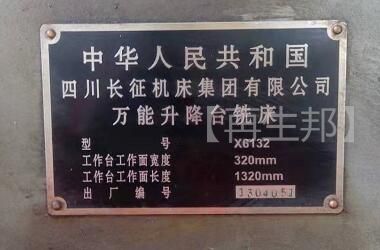 中华人民共和国
四川长征机床集团有限公司
万能升降台铣床
型号 X6132
工作台工作面宽度 320mm
工作台工作面长度 1320mm
出厂编号 1304051
【再生邦】